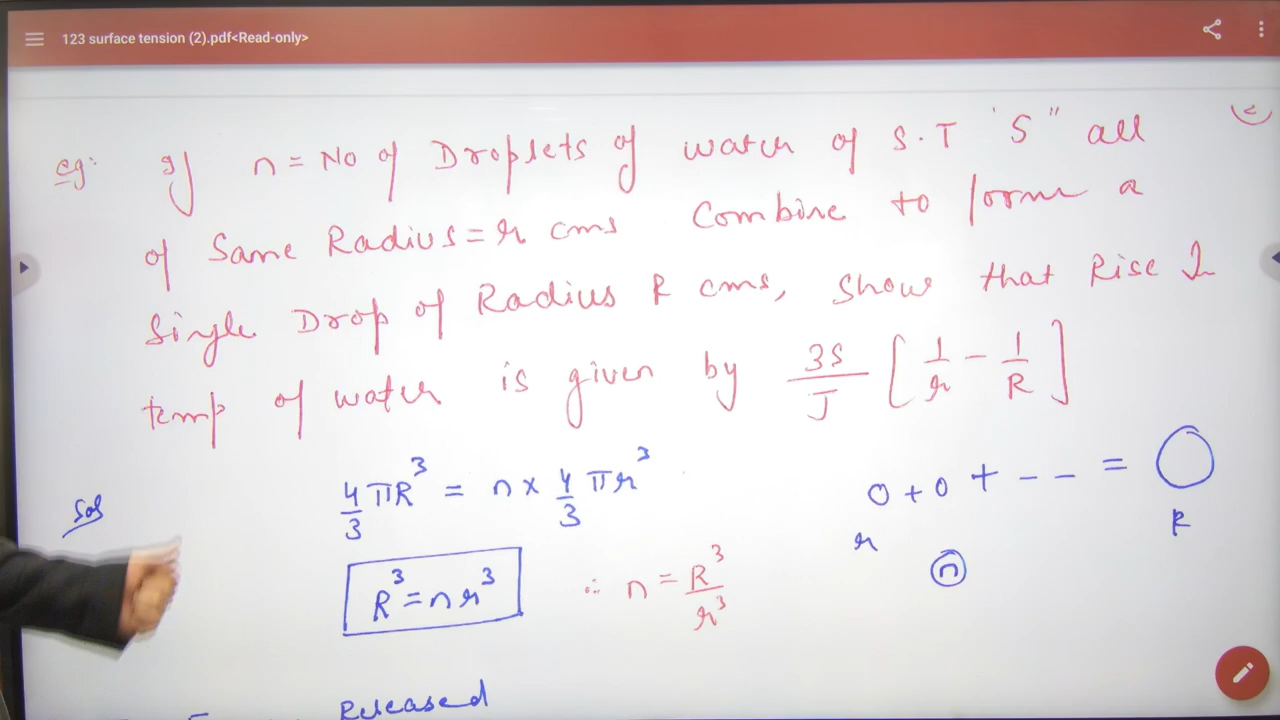 123 surface tension (2).pdf<Read-only>
eg: If n = No of Droplets of water of S.T "S" all
of Same Radius = r cms Combine to form a
Single Drop of Radius R cms, Show that Rise In
temp of water is given by 3S/J [1/r - 1/R]
Sol
4/3 πR³ = n x 4/3 πr³
O + O + - - = O
r R
n
R³ = nr³ ∴ n = R³/r³
Released